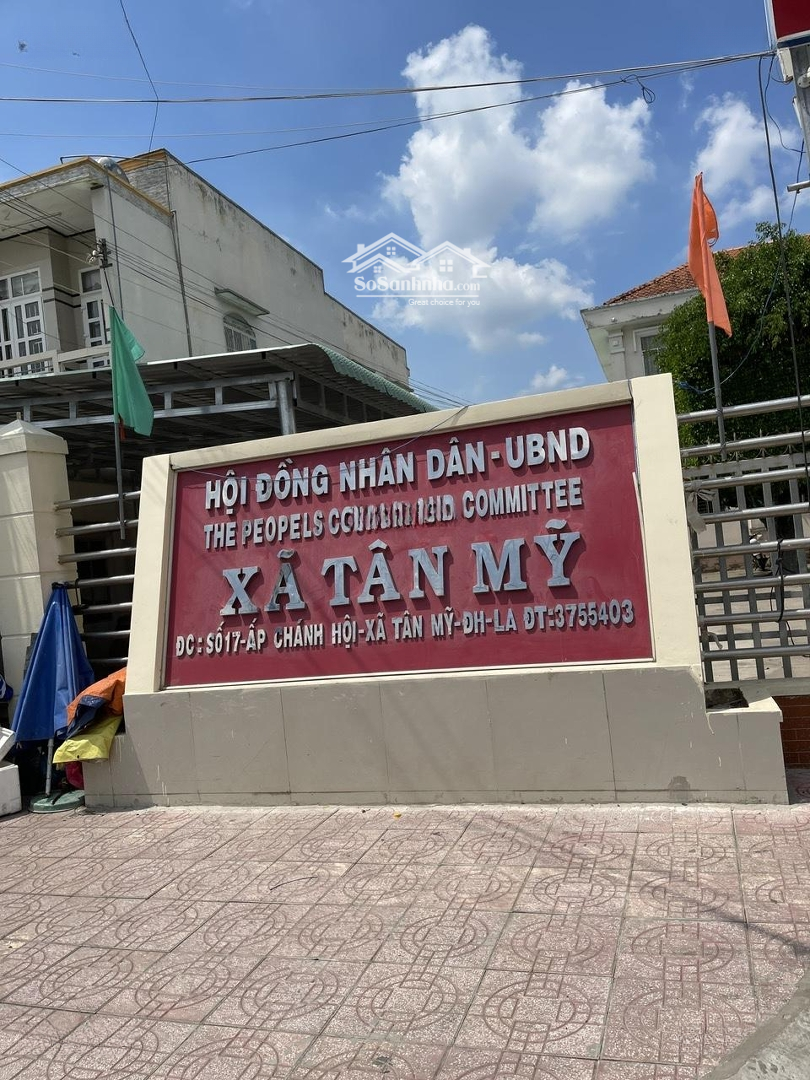 SoSanhnha.com
Great choice for you
HỘI ĐỒNG NHÂN DÂN - UBND
THE PEOPELS COMMITTEE
XÃ TÂN MỸ
ĐC: SỐ17-ẤP CHÁNH HỘI-XÃ TÂN MỸ-ĐH-LA ĐT:3755403